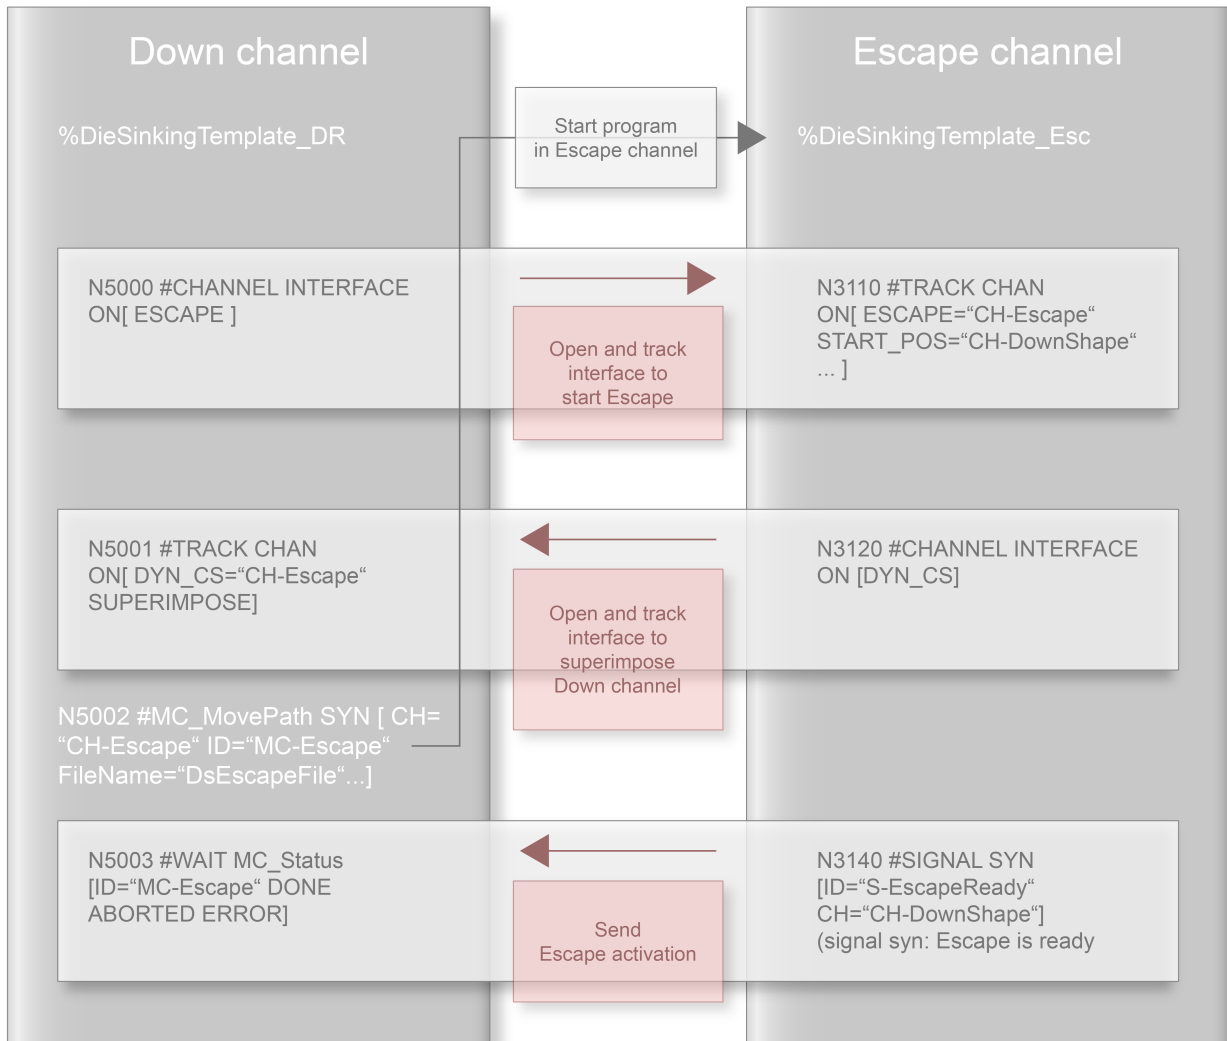 Down channel
Escape channel
%DieSinkingTemplate_DR
Start program
in Escape channel
%DieSinkingTemplate_Esc
N5000 #CHANNEL INTERFACE
ON[ ESCAPE ]
Open and track
interface to
start Escape
N3110 #TRACK CHAN
ON[ ESCAPE=“CH-Escape“
START_POS=“CH-DownShape“
... ]
N5001 #TRACK CHAN
ON[ DYN_CS=“CH-Escape“
SUPERIMPOSE]
Open and track
interface to
superimpose
Down channel
N3120 #CHANNEL INTERFACE
ON [DYN_CS]
N5002 #MC_MovePath SYN [ CH=
“CH-Escape“ ID=“MC-Escape“
FileName=“DsEscapeFile“...]
N5003 #WAIT MC_Status
[ID=“MC-Escape“ DONE
ABORTED ERROR]
Send
Escape activation
N3140 #SIGNAL SYN
[ID=“S-EscapeReady“
CH=“CH-DownShape“]
(signal syn: Escape is ready